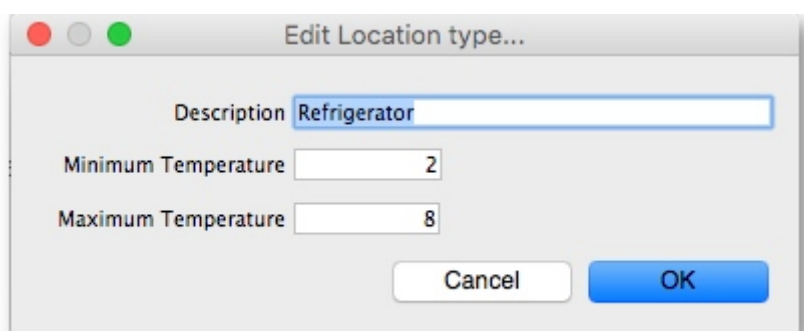 Edit Location type...
Description Refrigerator
Minimum Temperature 2
Maximum Temperature 8
Cancel OK